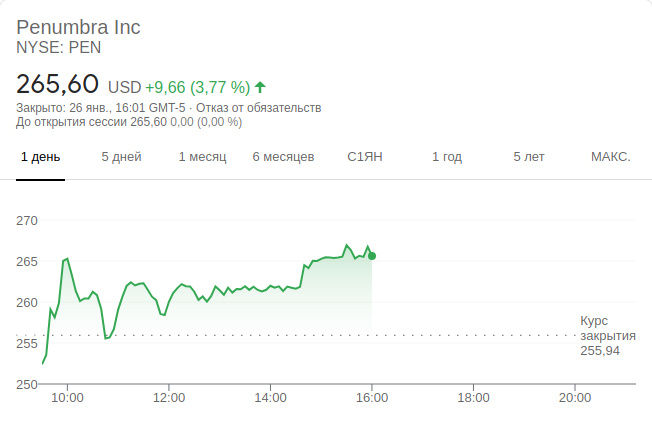 Penumbra Inc
NYSE: PEN
265,60 USD +9,66 (3,77 %)
Закрыто: 26 янв., 16:01 GMT-5 · Отказ от обязательств
До открытия сессии 265,60 0,00 (0,00 %)
1 день 5 дней 1 месяц 6 месяцев С1ЯН 1 год 5 лет МАКС.
270
265
260
255
250
Курс
закрытия
255,94
10:00 12:00 14:00 16:00 18:00 20:00